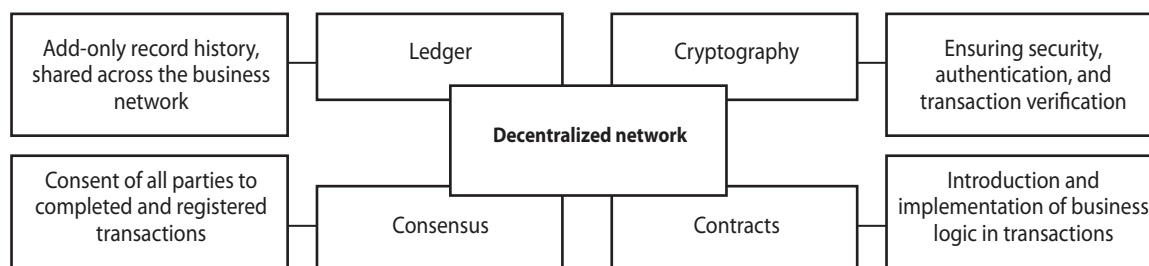 Add-only record history,
shared across the business
network
Ledger
Cryptography
Ensuring security,
authentication, and
transaction verification
Decentralized network
Consent of all parties to
completed and registered
transactions
Consensus
Contracts
Introduction and
implementation of business
logic in transactions